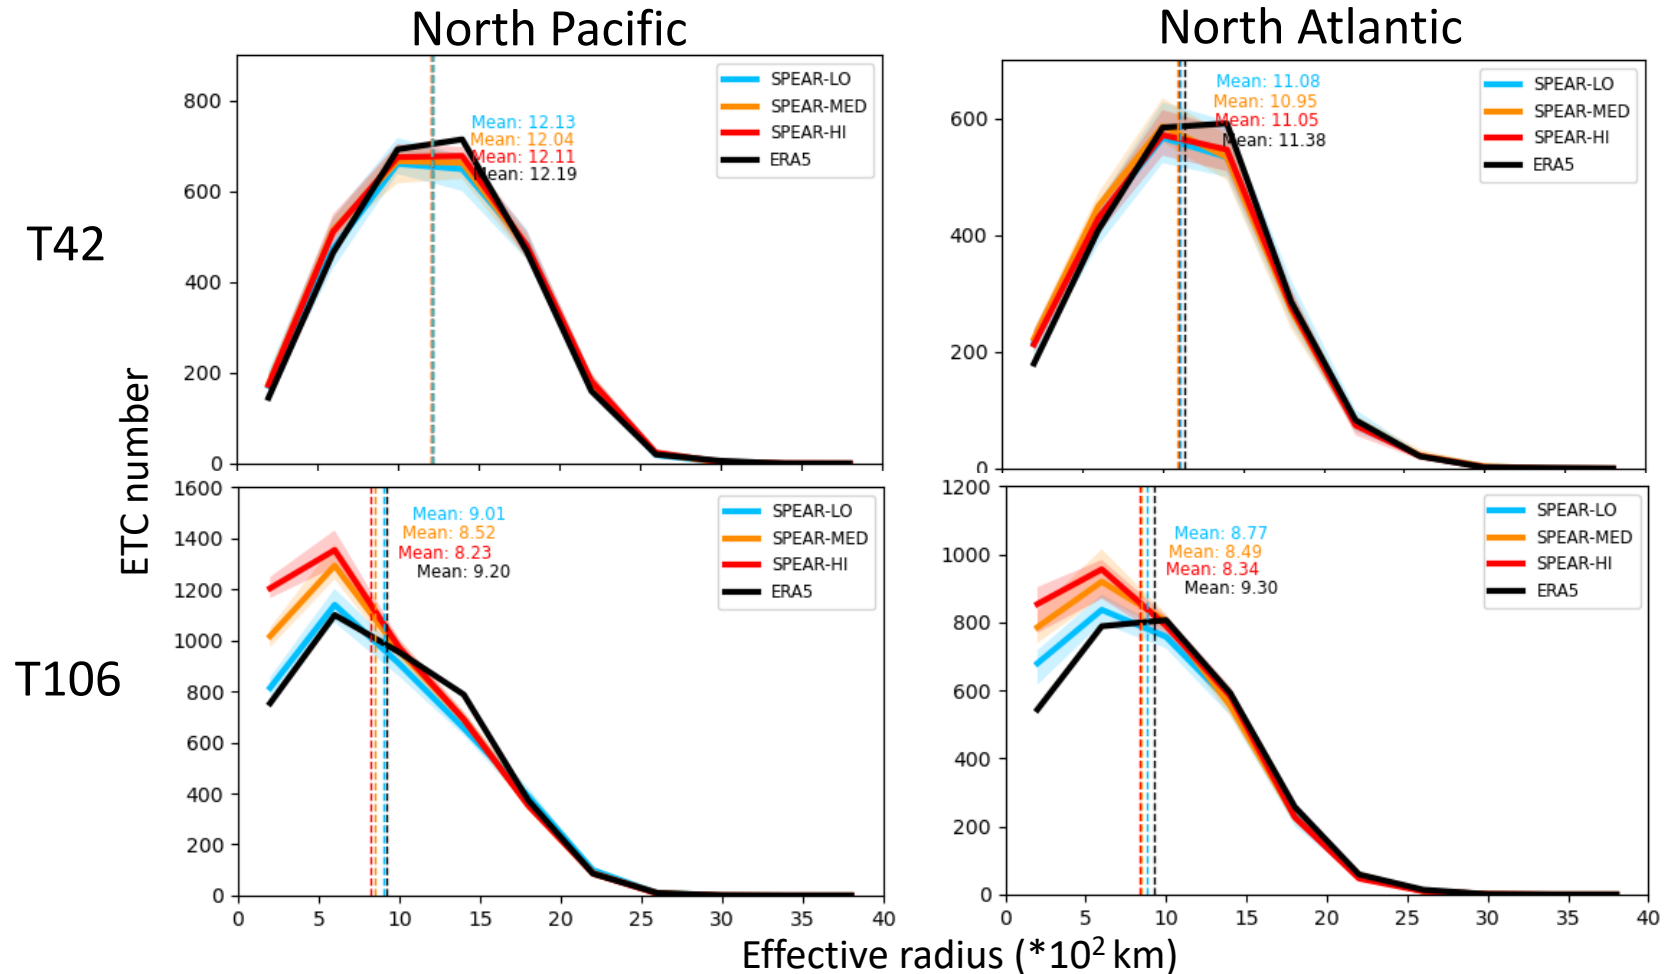 North Pacific
North Atlantic
T42
T106
ETC number
800
600
400
200
0
Mean: 12.13
Mean: 12.04
Mean: 12.11
Mean: 12.19
SPEAR-LO
SPEAR-MED
SPEAR-HI
ERA5
600
400
200
0
Mean: 11.08
Mean: 10.95
Mean: 11.05
Mean: 11.38
SPEAR-LO
SPEAR-MED
SPEAR-HI
ERA5
1600
1400
1200
1000
800
600
400
200
0
Mean: 9.01
Mean: 8.52
Mean: 8.23
Mean: 9.20
SPEAR-LO
SPEAR-MED
SPEAR-HI
ERA5
0 5 10 15 20 25 30 35 40
1200
1000
800
600
400
200
0
Mean: 8.77
Mean: 8.49
Mean: 8.34
Mean: 9.30
SPEAR-LO
SPEAR-MED
SPEAR-HI
ERA5
0 5 10 15 20 25 30 35 40
Effective radius (*10² km)